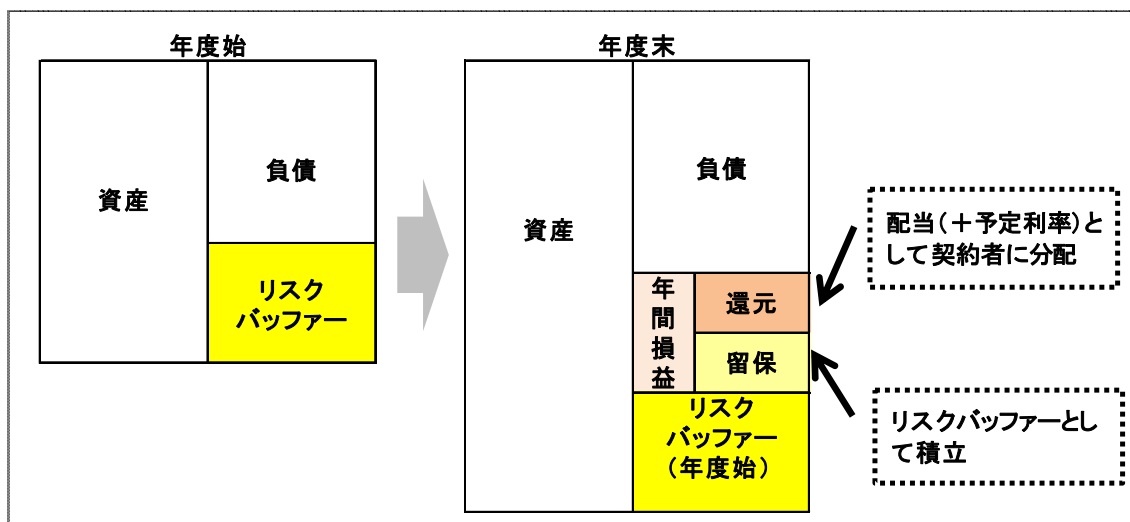 年度始
資産
負債
リスク
バッファー
年度末
資産
負債
年
間
損
益
還元
留保
リスク
バッファー
（年度始）
配当（＋予定利率）と
して契約者に分配
リスクバッファーとし
て積立